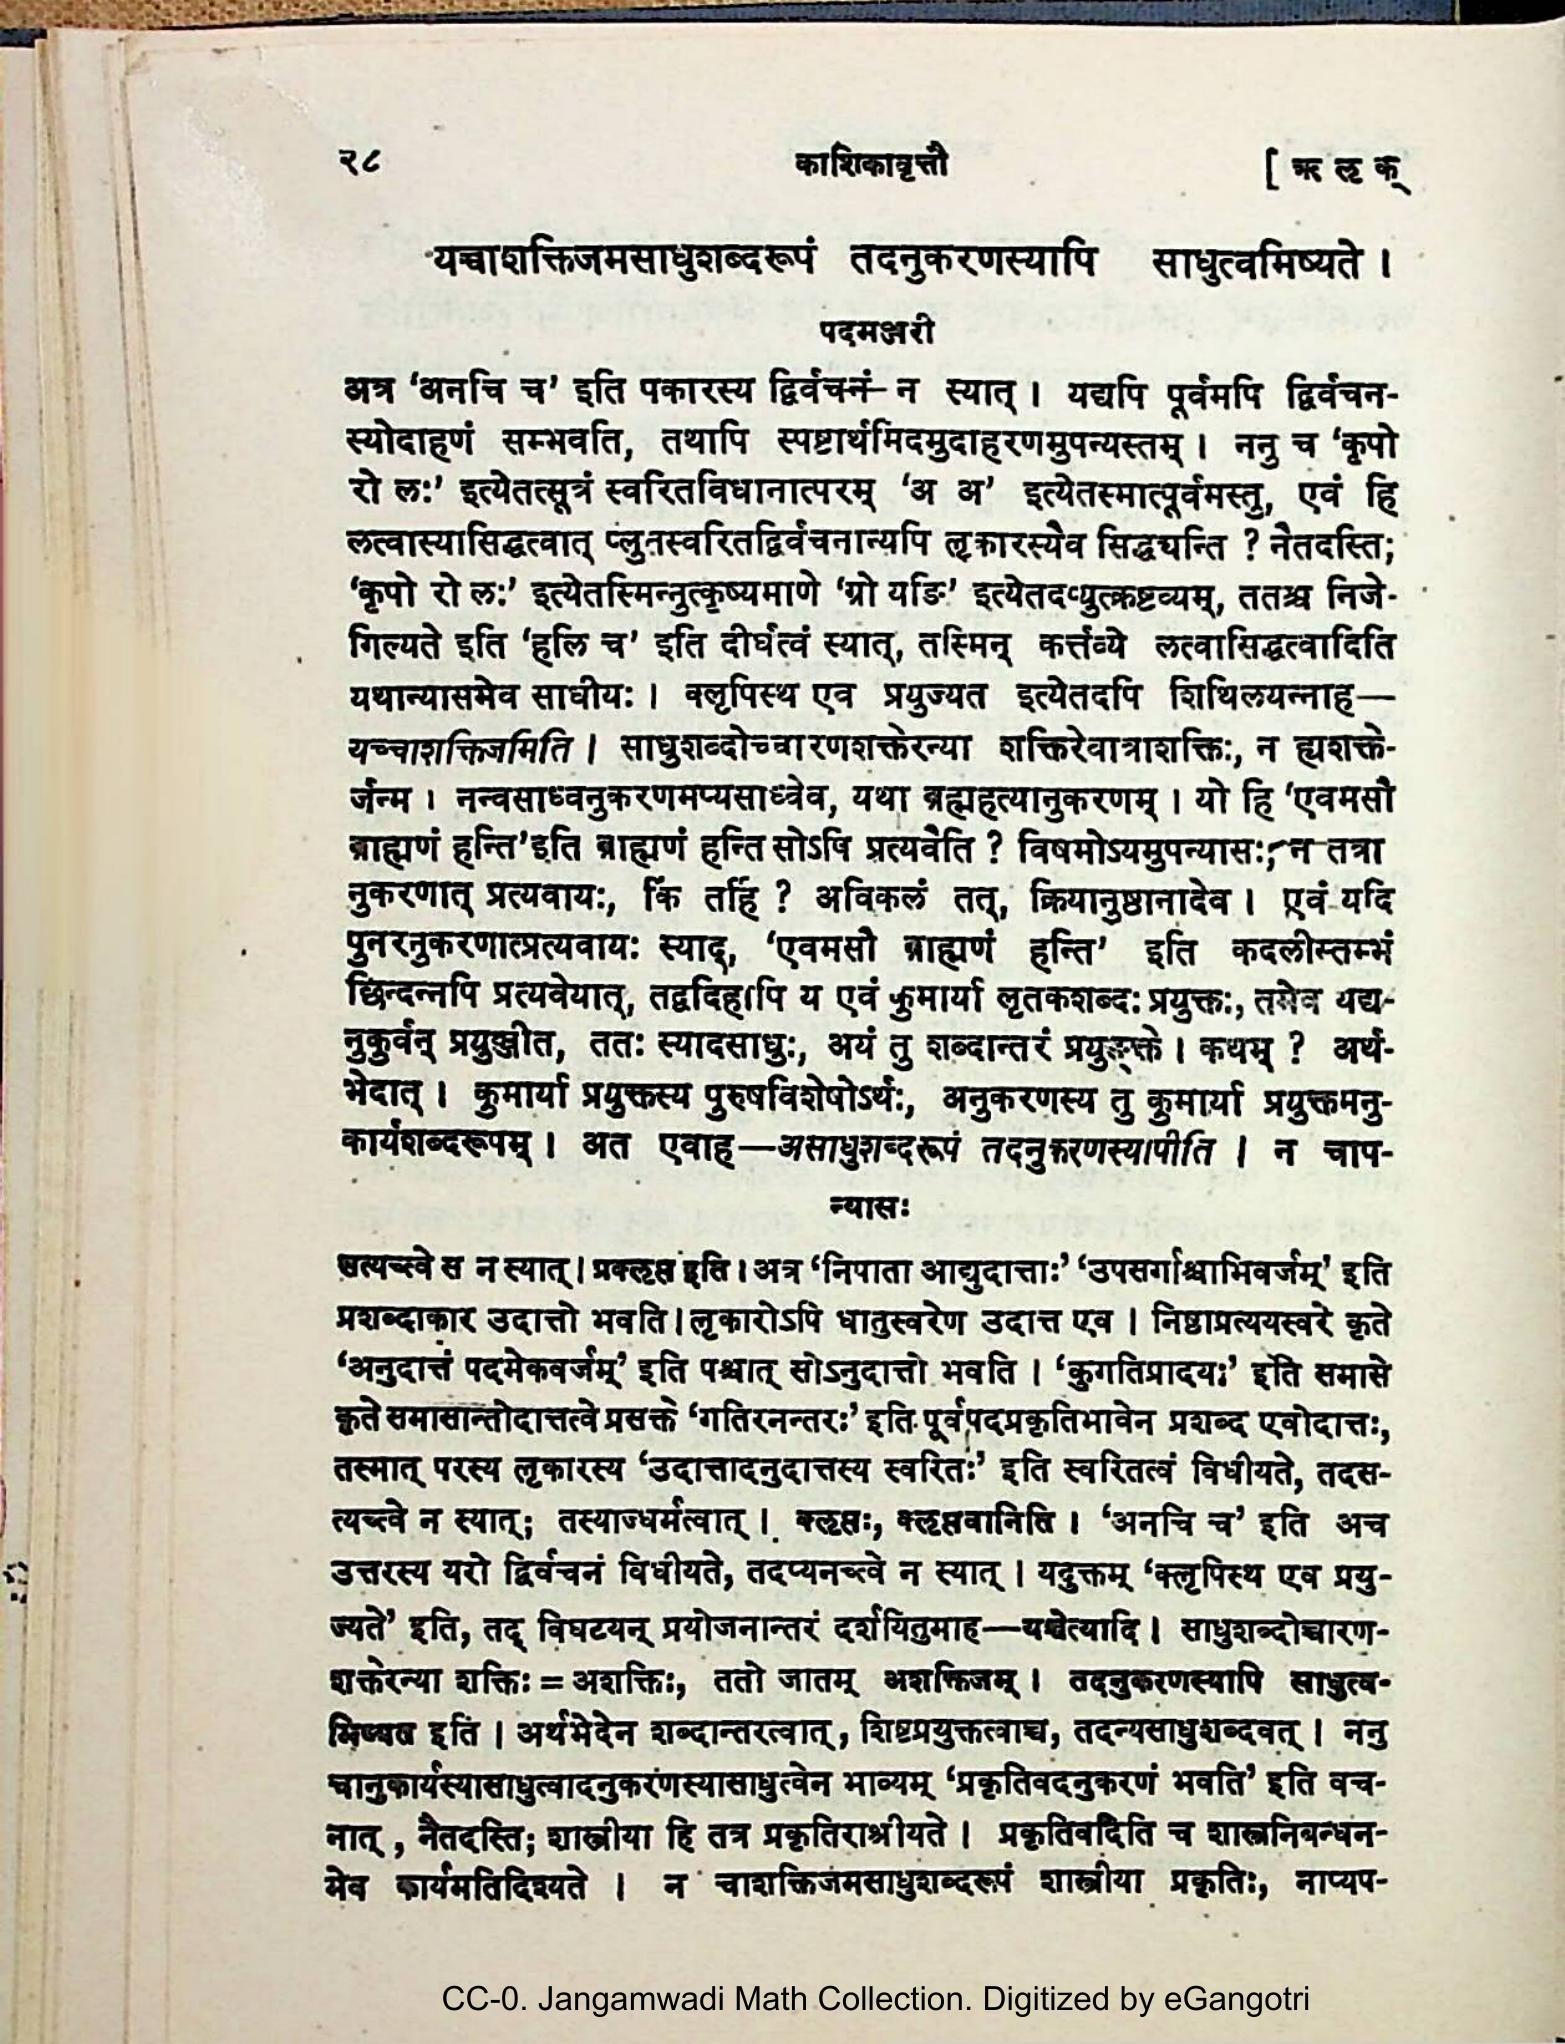 २८ काशिकावृत्तौ [ ऋ ऌ क्
यच्चाशक्तिजमसाधुशब्दरूपं तदनुकरणस्यापि साधुत्वमिष्यते ।
पदमञ्जरी
अत्र ‘अनचि च’ इति पकारस्य द्विर्वचनं न स्यात् । यद्यपि पूर्वमपि द्विर्वचन-
स्योदाहणं सम्भवति, तथापि स्पष्टार्थमिदमुदाहरणमुपन्यस्तम् । ननु च ‘कृपो
रो लः’ इत्येतत्सूत्रं स्वरितविधानात्परम् ‘अ अ’ इत्येतस्मात्पूर्वमस्तु, एवं हि
लत्वास्यासिद्धत्वात् प्लुतस्वरितद्विर्वचनान्यपि लृकारस्यैव सिद्धयन्ति ? नैतदस्ति;
‘कृपो रो लः’ इत्येतस्मिन्नुत्कृष्यमाणे ‘ग्रो यङि’ इत्येतदप्युत्क्रष्टव्यम्, ततश्च निजे-
गिल्यते इति ‘हलि च’ इति दीर्घत्वं स्यात्, तस्मिन् कर्त्तव्ये लत्वासिद्धत्वादिति
यथान्यासमेव साधीयः । क्लृपिस्थ एव प्रयुज्यत इत्येतदपि शिथिलयन्नाह—
यच्चाशक्तिजमिति । साधुशब्दोच्चारणशक्तेरन्या शक्तिरेवात्राशक्तिः, न ह्यशक्ते-
र्जन्म । नन्वसाध्वनुकरणमप्यसाध्वेव, यथा ब्रह्महत्यानुकरणम् । यो हि ‘एवमसौ
ब्राह्मणं हन्ति’इति ब्राह्मणं हन्ति सोऽपि प्रत्यवैति ? विषमोऽयमुपन्यासः; न तत्रा
नुकरणात् प्रत्यवायः, किं तर्हि ? अविकलं तत्, क्रियानुष्ठानादेव । एवं यदि
पुनरनुकरणात्प्रत्यवायः स्याद्, ‘एवमसौ ब्राह्मणं हन्ति’ इति कदलीस्तम्भं
छिन्दन्नपि प्रत्यवेयात्, तद्वदिहापि य एवं कुमार्या लृतकशब्दः प्रयुक्तः, तमेव यद्य-
नुकुर्वन् प्रयुञ्जीत, ततः स्यादसाधुः, अयं तु शब्दान्तरं प्रयुङ्क्ते । कथम् ? अर्थ-
भेदात् । कुमार्या प्रयुक्तस्य पुरुषविशेषोऽर्थः, अनुकरणस्य तु कुमार्या प्रयुक्तमनु-
कार्यशब्दरूपम् । अत एवाह—असाधुशब्दरूपं तदनुकरणस्यापीति । न चाप-
न्यासः
सत्यच्त्वे स न स्यात् । प्रक्लृप्त इति । अत्र ‘निपाता आद्युदात्ताः’ ‘उपसर्गाश्चाभिवर्जम्’ इति
प्रशब्दाकार उदात्तो भवति । लृकारोऽपि धातुस्वरेण उदात्त एव । निष्ठाप्रत्ययस्वरे कृते
‘अनुदात्तं पदमेकवर्जम्’ इति पश्चात् सोऽनुदात्तो भवति । ‘कुगतिप्रादयः’ इति समासे
कृते समासान्तोदात्तत्वे प्रसक्ते ‘गतिरनन्तरः’ इति पूर्वपदप्रकृतिभावेन प्रशब्द एवोदात्तः,
तस्मात् परस्य लृकारस्य ‘उदात्तादनुदात्तस्य स्वरितः’ इति स्वरितत्वं विधीयते, तदस-
त्यच्त्वे न स्यात्; तस्याज्धर्मत्वात् । क्लृप्तः, क्लृप्तवानिति । ‘अनचि च’ इति अच
उत्तरस्य यरो द्विर्वचनं विधीयते, तदप्यनच्त्वे न स्यात् । यदुक्तम् ‘क्लृपिस्थ एव प्रयु-
ज्यते’ इति, तद् विघटयन् प्रयोजनान्तरं दर्शयितुमाह—यच्चेत्यादि । साधुशब्दोच्चारण-
शक्तेरन्या शक्तिः = अशक्तिः, ततो जातम् अशक्तिजम् । तदनुकरणस्यापि साधुत्व-
मिष्यत इति । अर्थभेदेन शब्दान्तरत्वात् , शिष्टप्रयुक्तत्वाच्च, तदन्यसाधुशब्दवत् । ननु
चानुकार्यस्यासाधुत्वादनुकरणस्यासाधुत्वेन भाव्यम् ‘प्रकृतिवदनुकरणं भवति’ इति वच-
नात् , नैतदस्ति; शास्त्रीया हि तत्र प्रकृतिराश्रीयते । प्रकृतिवदिति च शास्त्रनिबन्धन-
मेव कार्यमतिदिश्यते । न चाशक्तिजमसाधुशब्दरूपं शास्त्रीया प्रकृतिः, नाप्यप-
CC-0. Jangamwadi Math Collection. Digitized by eGangotri